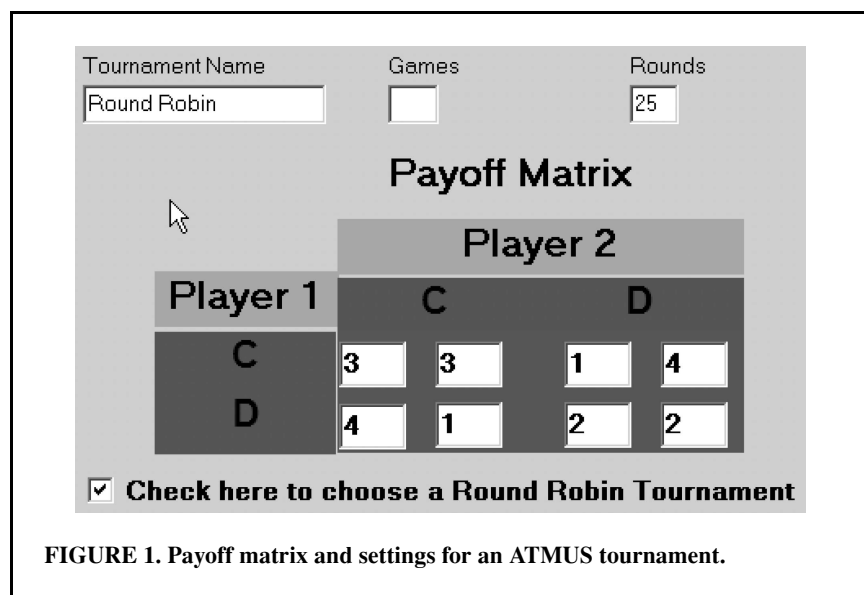 Tournament Name Games Rounds
Round Robin 25
Payoff Matrix
Player 2
Player 1 C D
C 3 3 1 4
D 4 1 2 2
Check here to choose a Round Robin Tournament
FIGURE 1. Payoff matrix and settings for an ATMUS tournament.